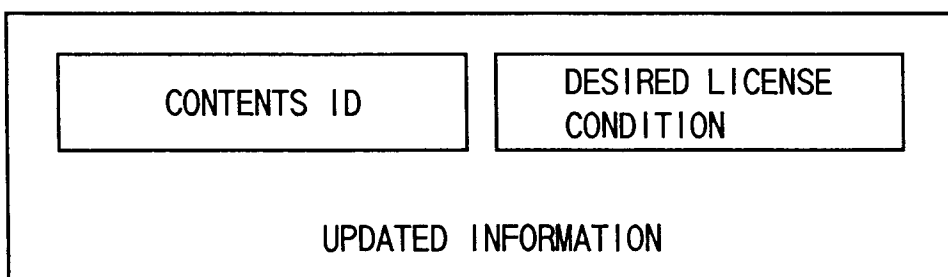 CONTENTS ID
DESIRED LICENSE
CONDITION
UPDATED INFORMATION